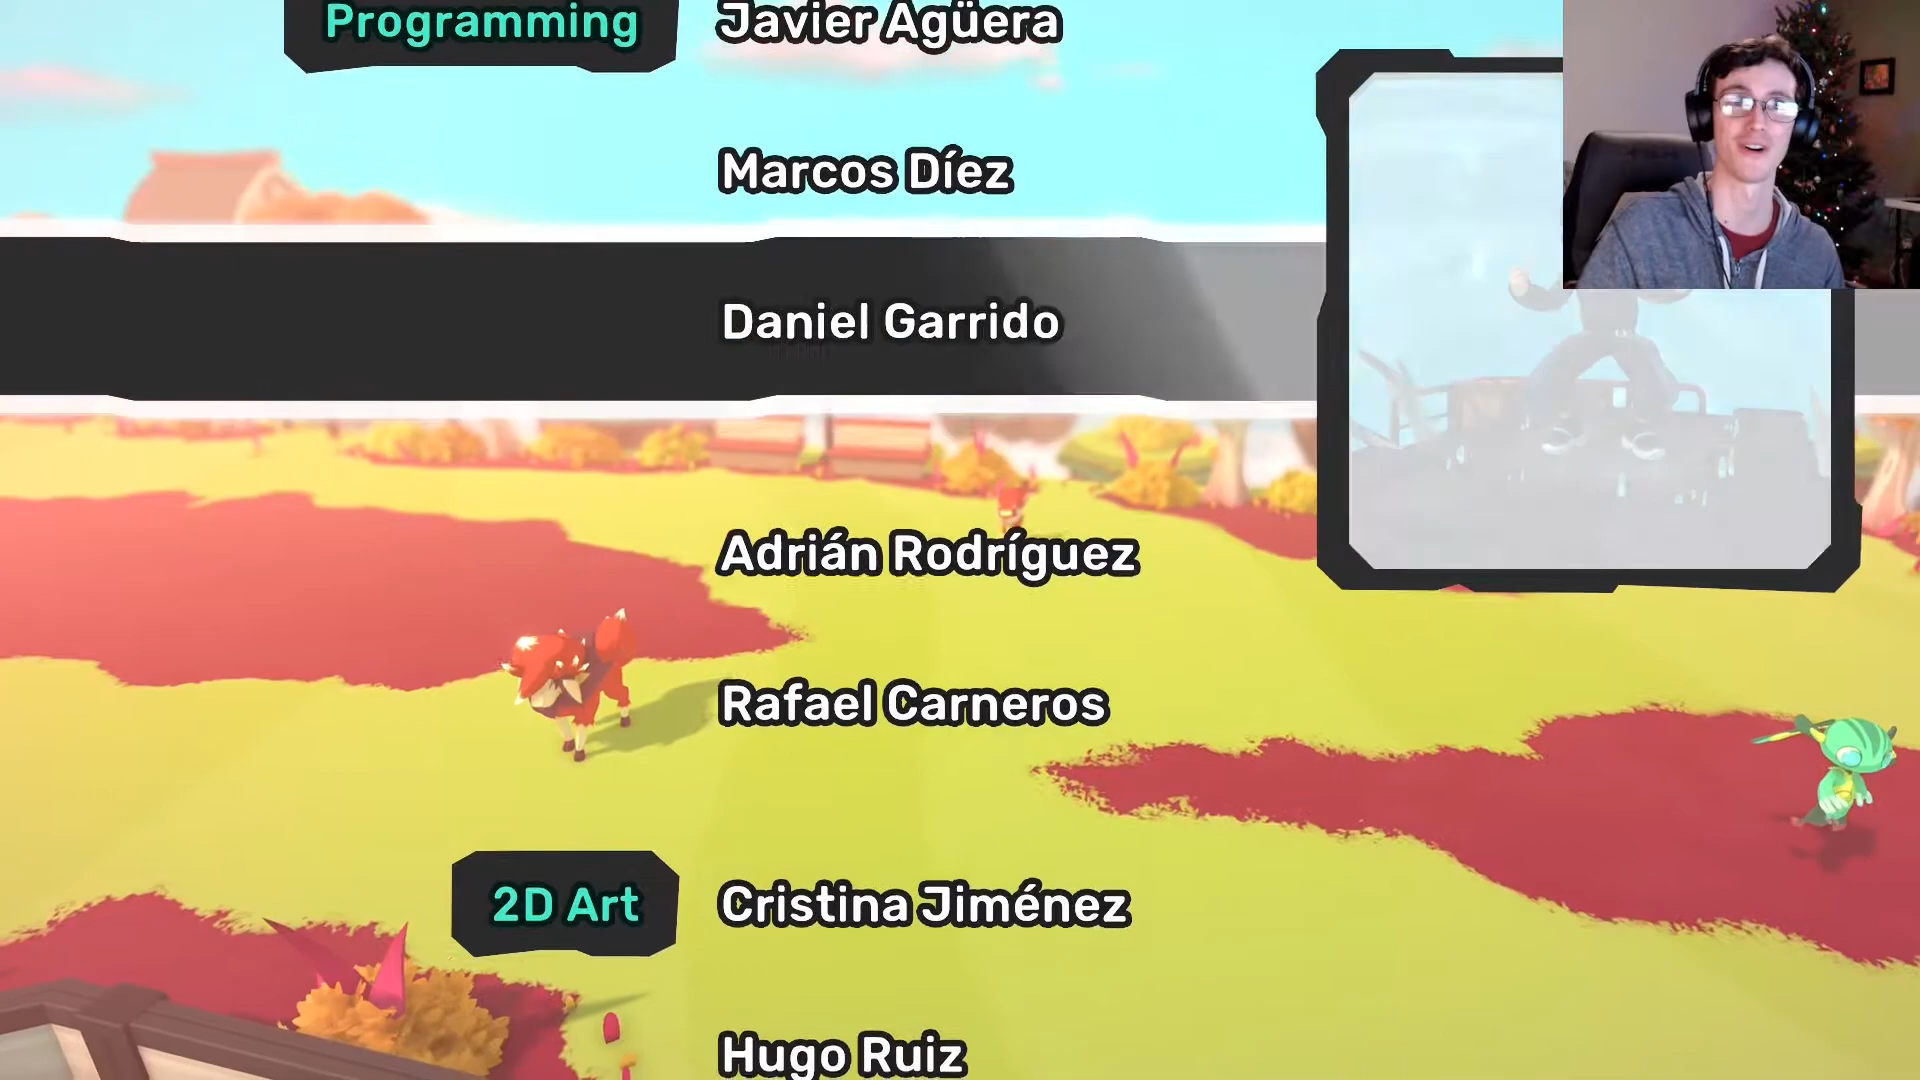 Programming Javier Agüera
Marcos Díez
Daniel Garrido
Adrián Rodríguez
Rafael Carneros
2D Art Cristina Jiménez
Hugo Ruiz